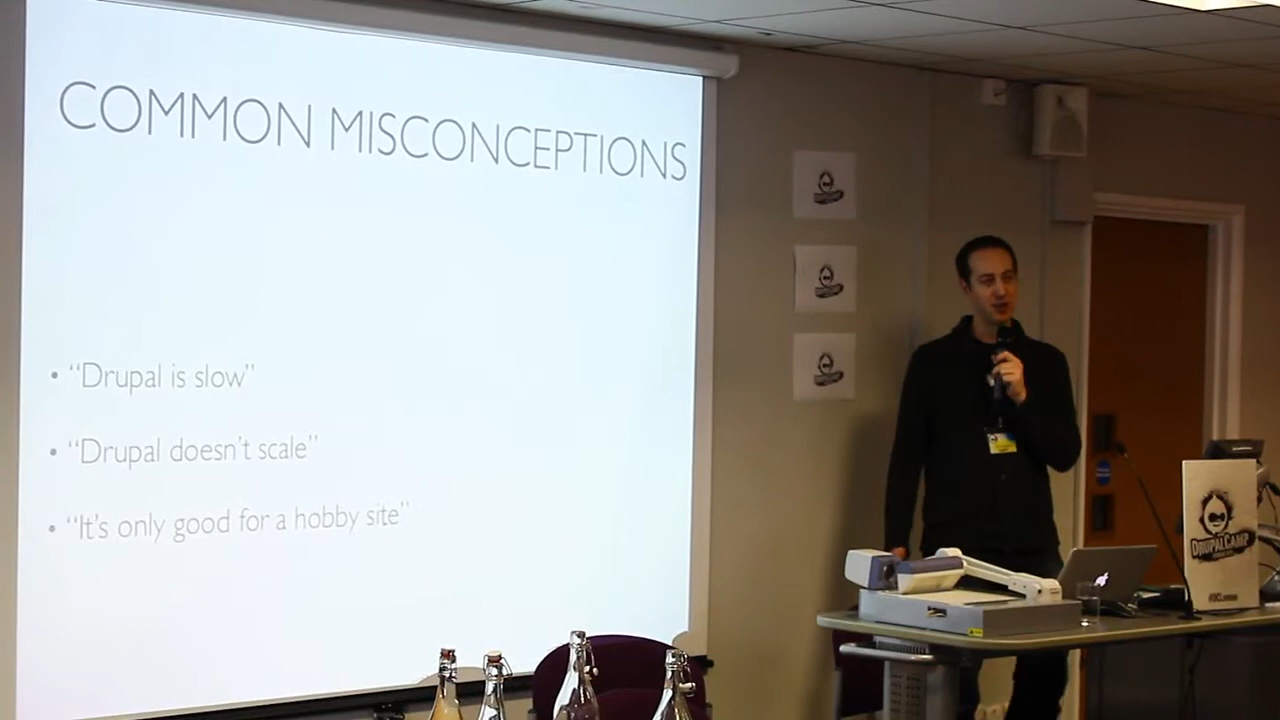 COMMON MISCONCEPTIONS
• “Drupal is slow”
• “Drupal doesn’t scale”
• “It’s only good for a hobby site”
DRUPALCAMP